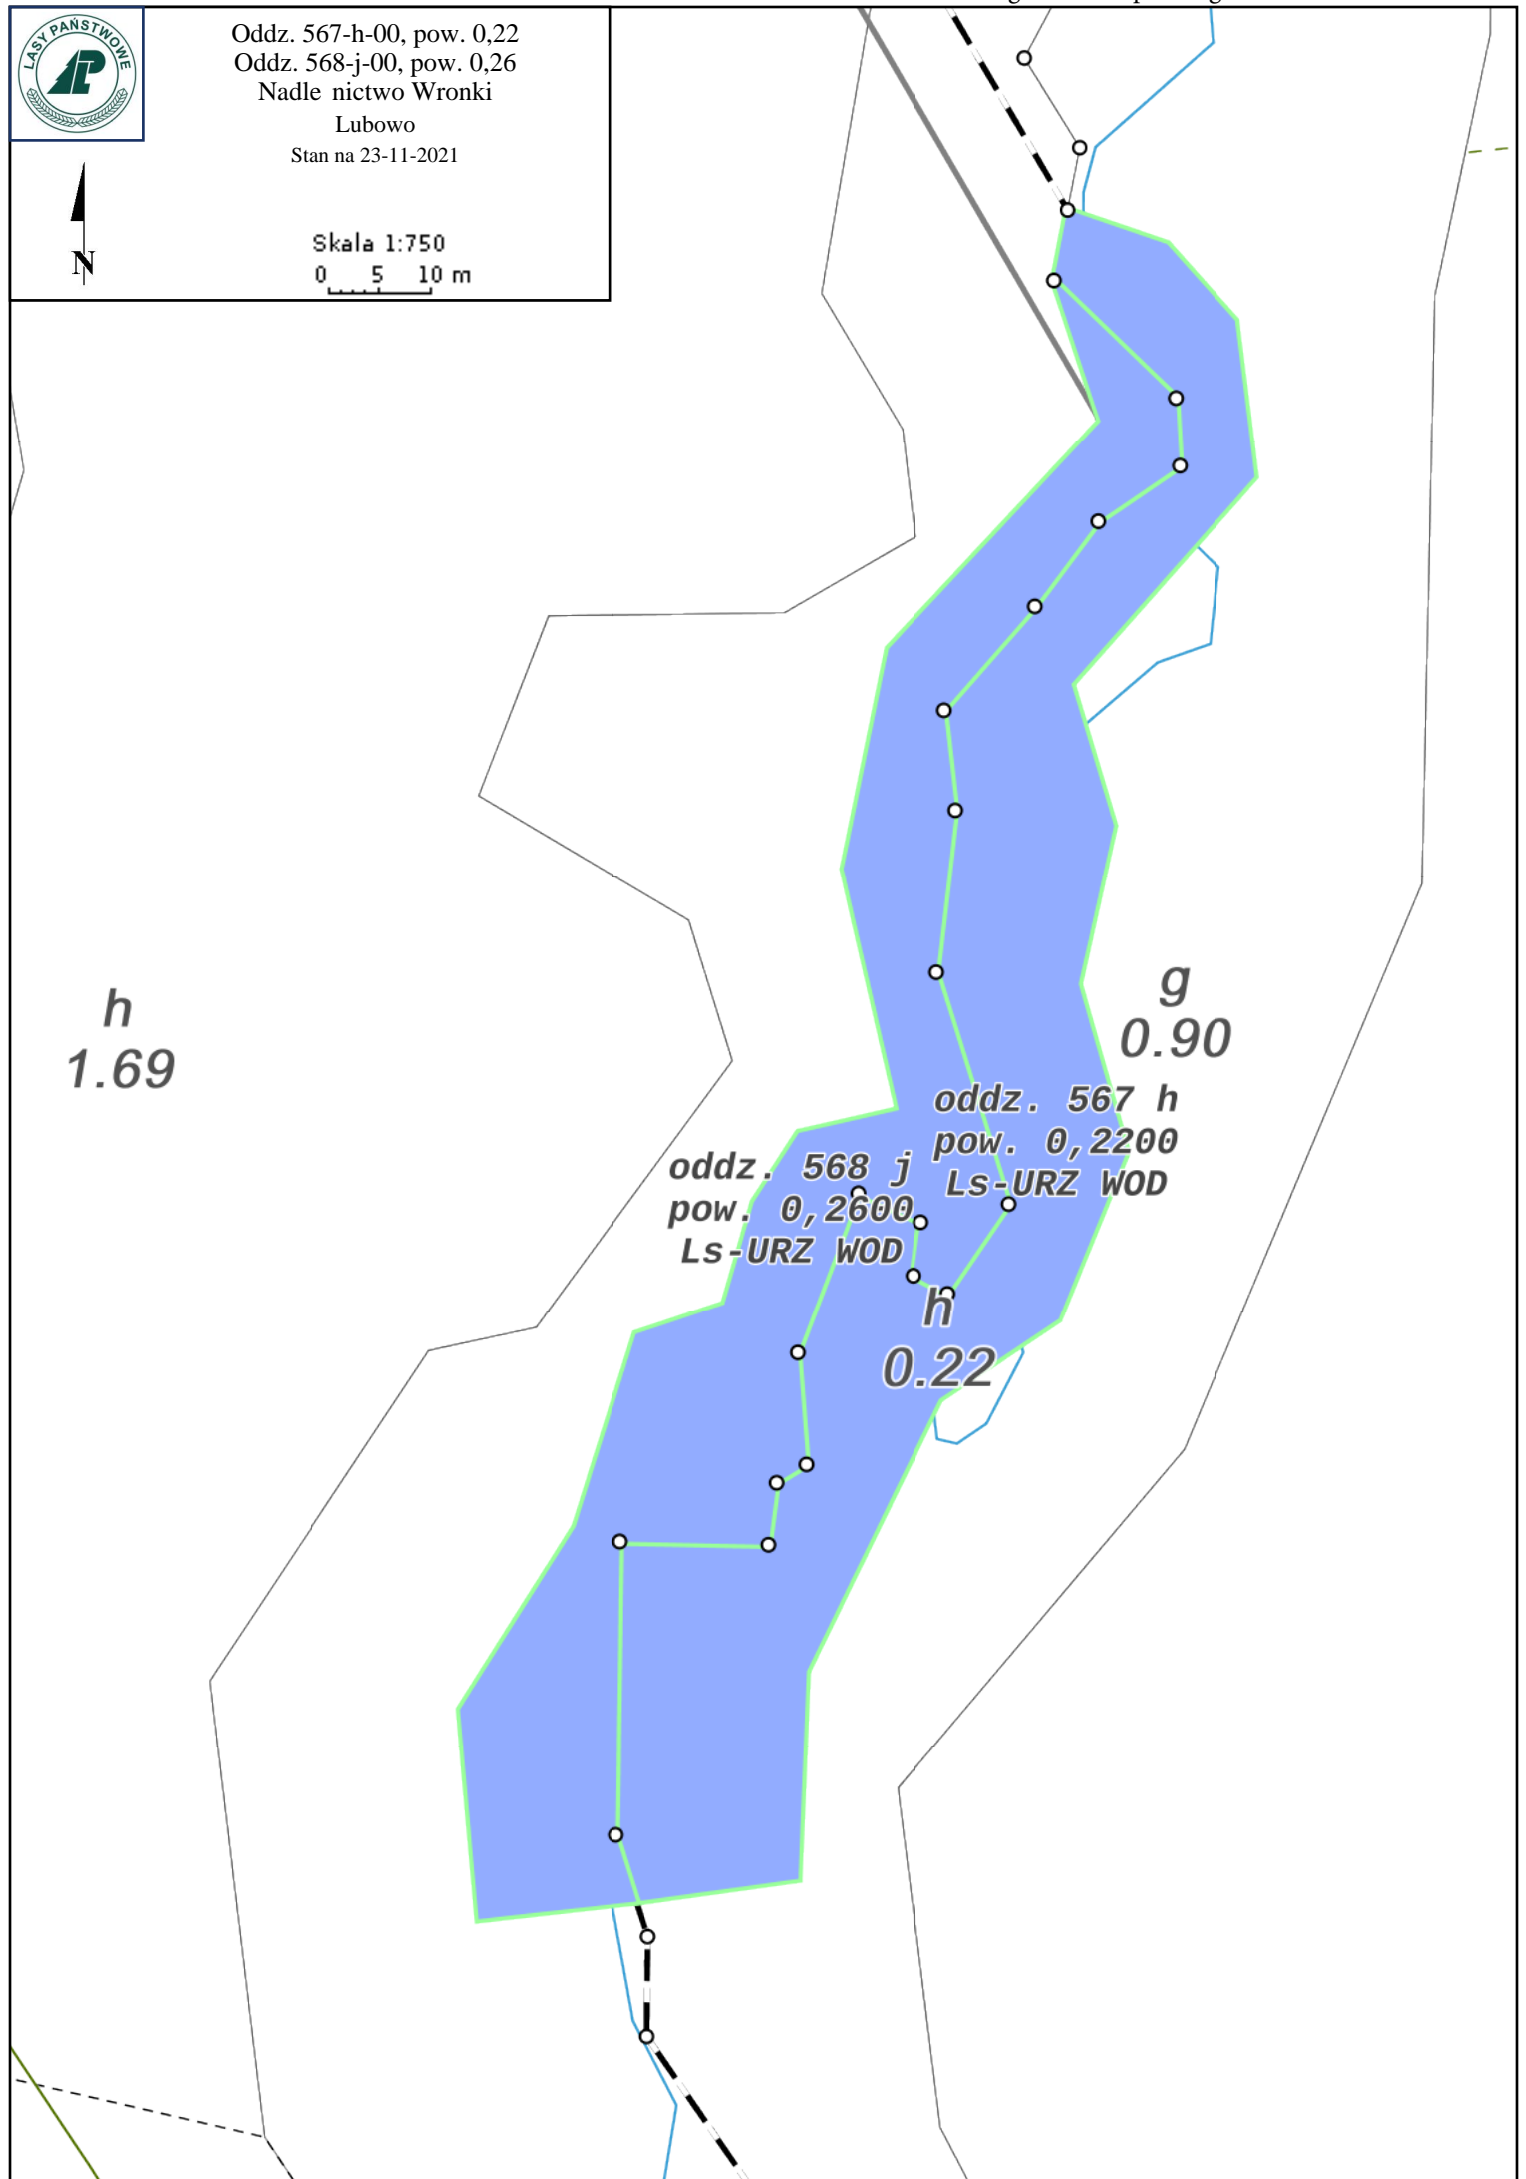 LASY PAŃSTWOWE
LP
Oddz. 567-h-00, pow. 0,22
Oddz. 568-j-00, pow. 0,26
Nadle nictwo Wronki
Lubowo
Stan na 23-11-2021
N
Skala 1:750
0 5 10 m
h
1.69
g
0.90
oddz. 567 h
pow. 0,2200
Ls-URZ WOD
oddz. 568 j
pow. 0,2600
Ls-URZ WOD
h
0.22